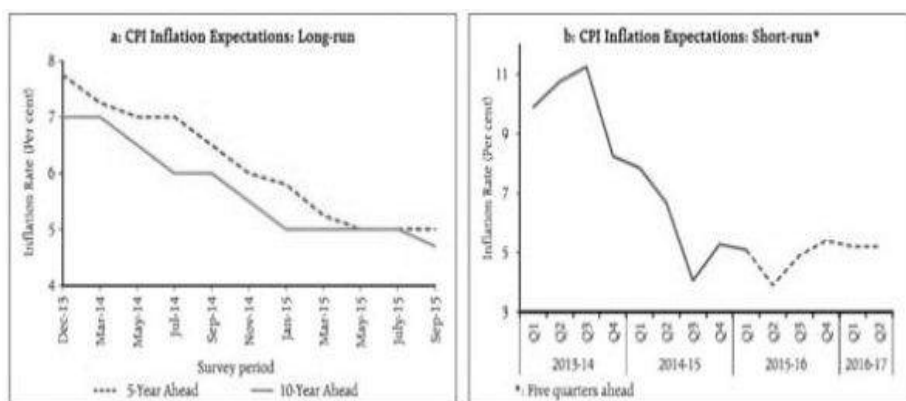 a: CPI Inflation Expectations: Long-run
Inflation Rate (Per cent)
8
7
6
5
4
Dec-13
Mar-14
May-14
Jul-14
Sep-14
Nov-14
Jan-15
Mar-15
May-15
July-15
Sep-15
Survey period
5-Year Ahead
10-Year Ahead
b: CPI Inflation Expectations: Short-run*
Inflation Rate (Per cent)
11
9
7
5
3
Q1 Q2 Q3 Q4 Q1 Q2 Q3 Q4 Q1 Q2 Q3 Q4 Q1 Q2
2013-14 2014-15 2015-16 2016-17
*: Five quarters ahead